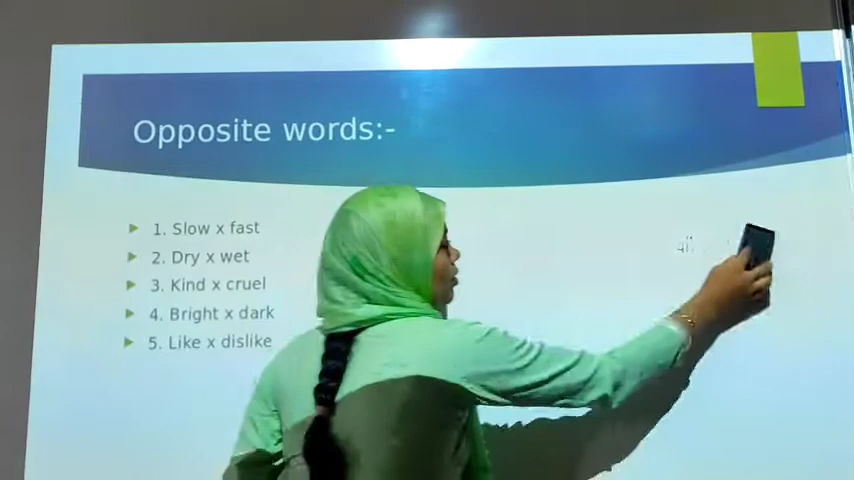 Opposite words:-
1. Slow x fast
2. Dry x wet
3. Kind x cruel
4. Bright x dark
5. Like x dislike